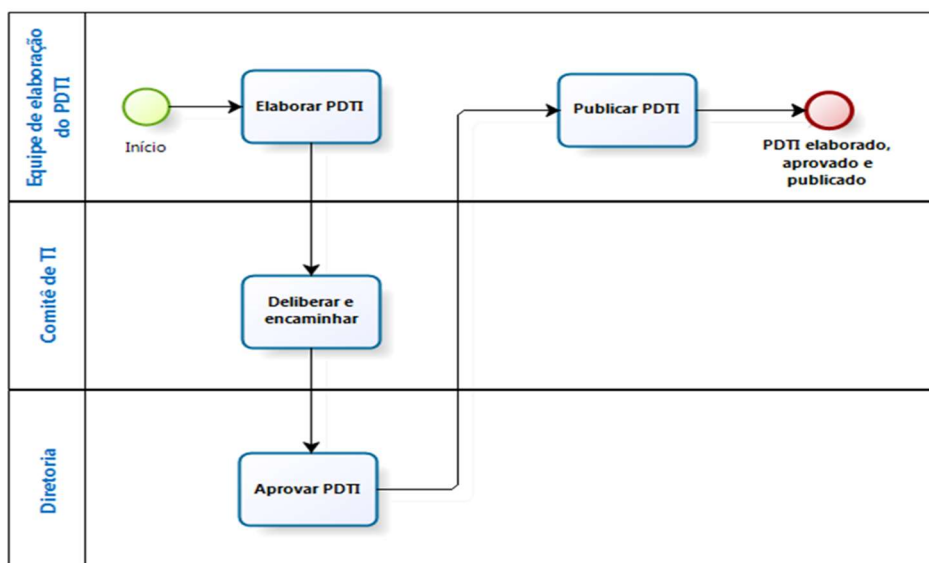 Equipe de elaboração
do PDTI
Início
Elaborar PDTI
Publicar PDTI
PDTI elaborado,
aprovado e
publicado
Comitê de TI
Deliberar e
encaminhar
Diretoria
Aprovar PDTI